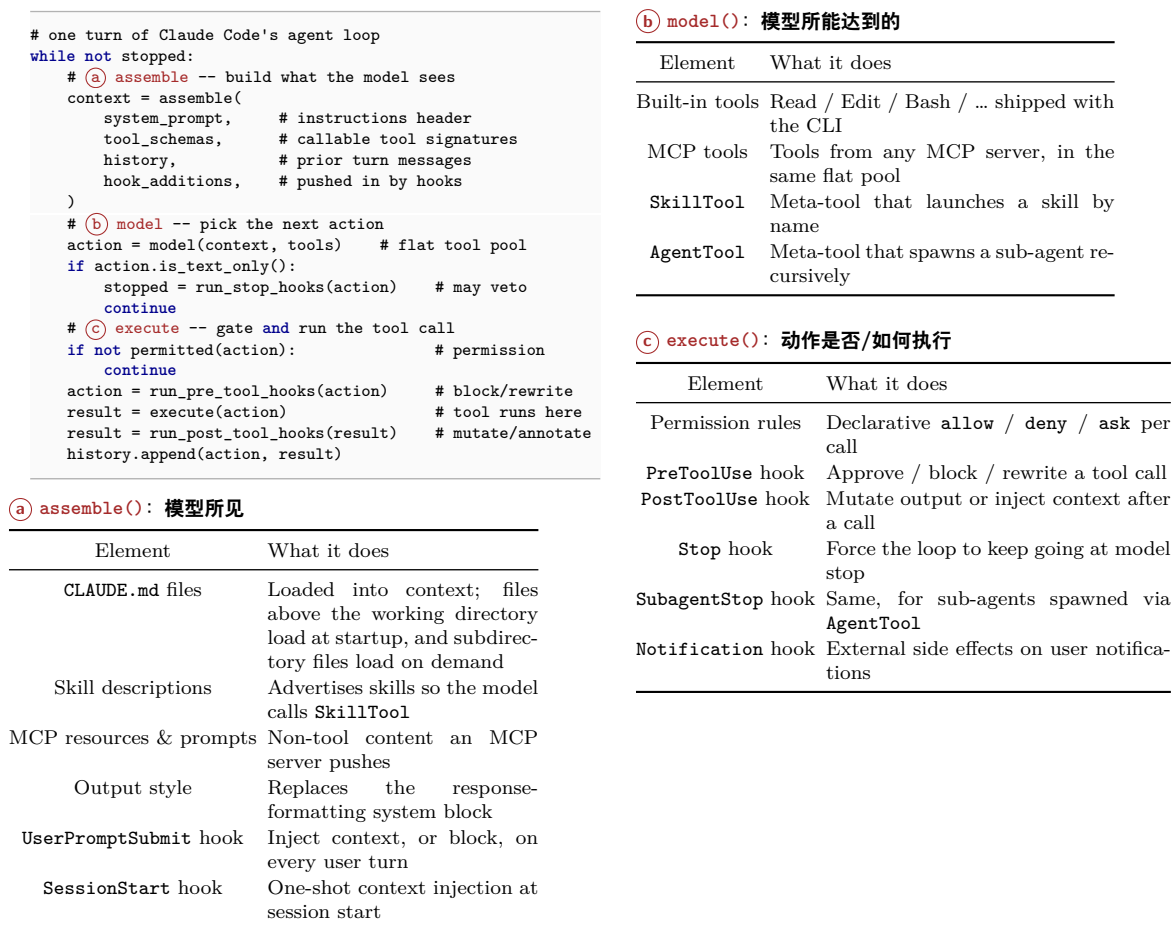 # one turn of Claude Code's agent loop
while not stopped:
    # (a) assemble -- build what the model sees
    context = assemble(
        system_prompt,      # instructions header
        tool_schemas,       # callable tool signatures
        history,            # prior turn messages
        hook_additions,     # pushed in by hooks
    )
    # (b) model -- pick the next action
    action = model(context, tools)    # flat tool pool
    if action.is_text_only():
        stopped = run_stop_hooks(action)    # may veto
        continue
    # (c) execute -- gate and run the tool call
    if not permitted(action):               # permission
        continue
    action = run_pre_tool_hooks(action)     # block/rewrite
    result = execute(action)                # tool runs here
    result = run_post_tool_hooks(result)    # mutate/annotate
    history.append(action, result)
(a) assemble(): 模型所见
Element What it does
CLAUDE.md files Loaded into context; files
above the working directory
load at startup, and subdirec-
tory files load on demand
Skill descriptions Advertises skills so the model
calls SkillTool
MCP resources & prompts Non-tool content an MCP
server pushes
Output style Replaces the response-
formatting system block
UserPromptSubmit hook Inject context, or block, on
every user turn
SessionStart hook One-shot context injection at
session start
(b) model(): 模型所能达到的
Element What it does
Built-in tools Read / Edit / Bash / … shipped with
the CLI
MCP tools Tools from any MCP server, in the
same flat pool
SkillTool Meta-tool that launches a skill by
name
AgentTool Meta-tool that spawns a sub-agent re-
cursively
(c) execute(): 动作是否/如何执行
Element What it does
Permission rules Declarative allow / deny / ask per
call
PreToolUse hook Approve / block / rewrite a tool call
PostToolUse hook Mutate output or inject context after
a call
Stop hook Force the loop to keep going at model
stop
SubagentStop hook Same, for sub-agents spawned via
AgentTool
Notification hook External side effects on user notifica-
tions